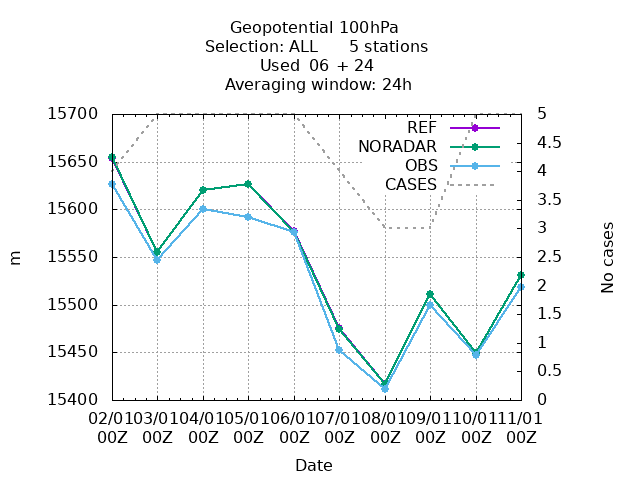 Geopotential 100hPa
Selection: ALL 5 stations
Used 06 + 24
Averaging window: 24h
15700
15650
15600
15550
15500
15450
15400
m
REF
NORADAR
OBS
CASES
5
4.5
4
3.5
3
2.5
2
1.5
1
0.5
0
No cases
02/01 03/01 04/01 05/01 06/01 07/01 08/01 09/01 10/01 11/01
00Z 00Z 00Z 00Z 00Z 00Z 00Z 00Z 00Z 00Z
Date